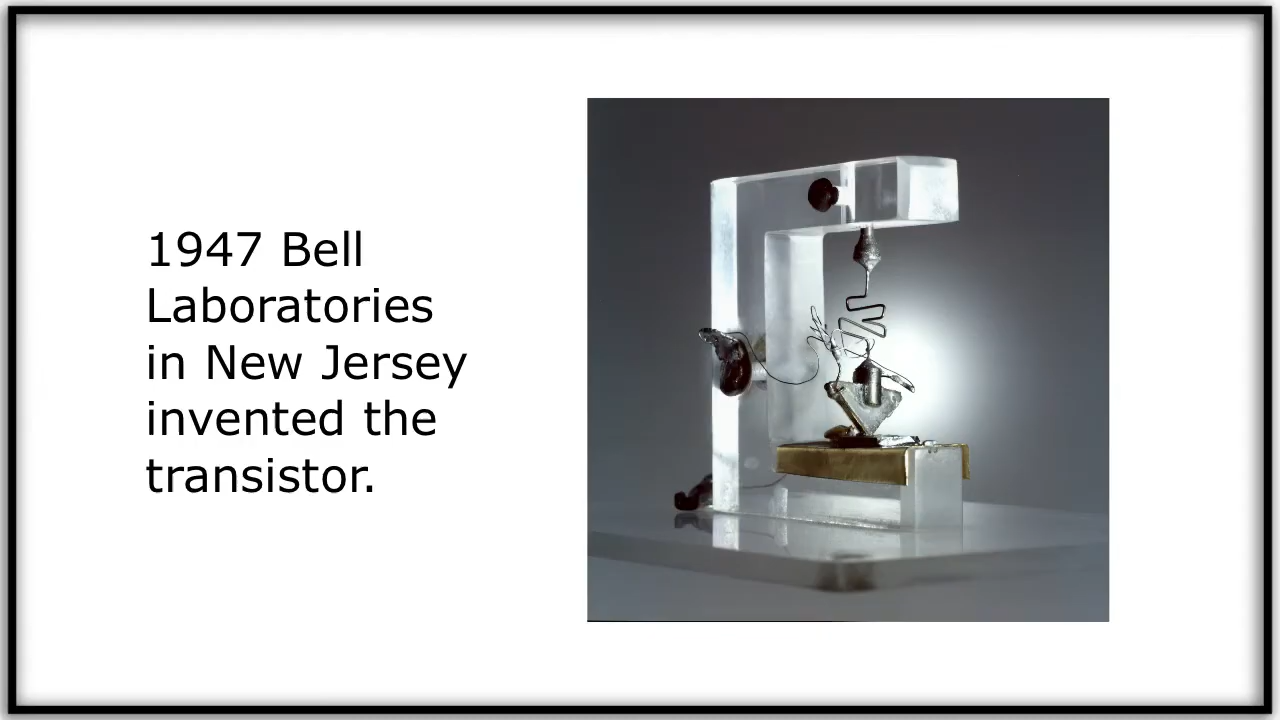 1947 Bell
Laboratories
in New Jersey
invented the
transistor.